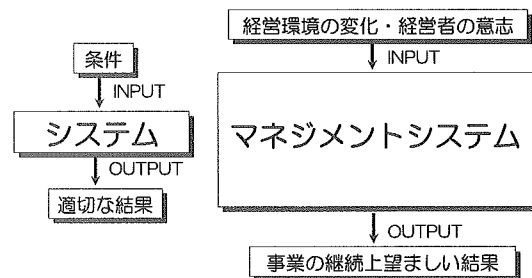 条件
INPUT
システム
OUTPUT
適切な結果
経営環境の変化・経営者の意志
INPUT
マネジメントシステム
OUTPUT
事業の継続上望ましい結果